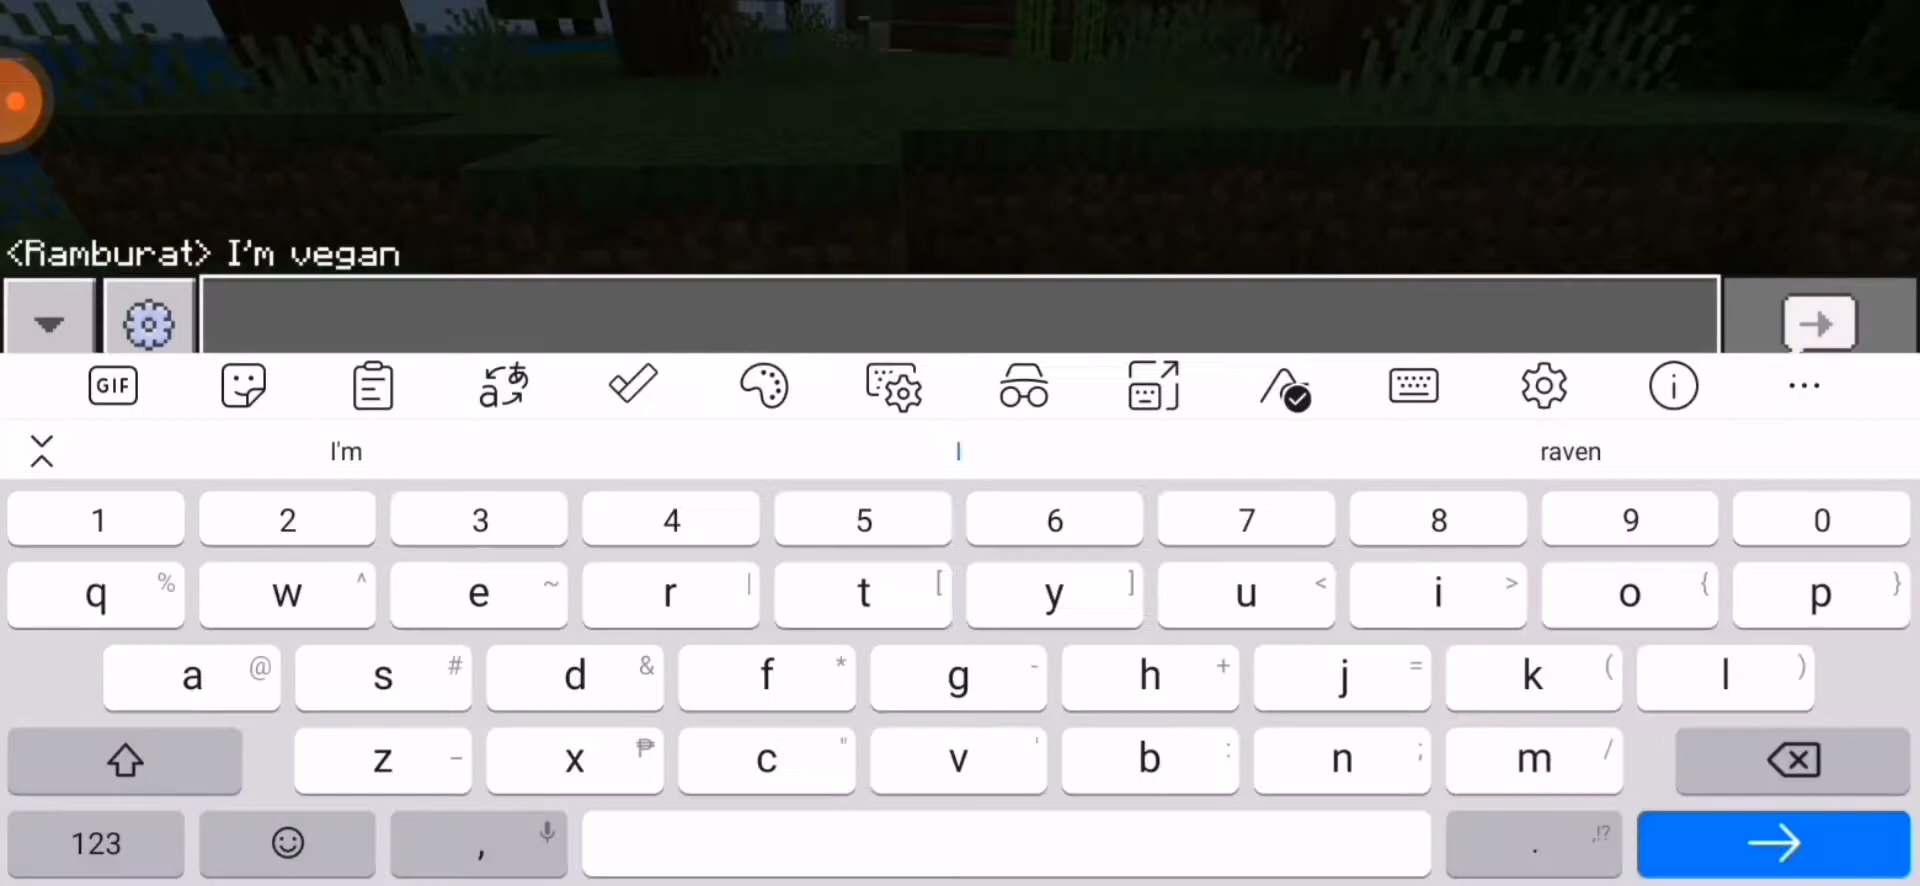 <Ramburat> I'm vegan
GIF
I'm I raven
1 2 3 4 5 6 7 8 9 0
q % w ^ e ~ r | t [ y ] u < i > o { p }
a @ s # d & f * g - h + j = k ( l )
z _ x ₱ c " v ' b : n ; m /
123 , . ,!?